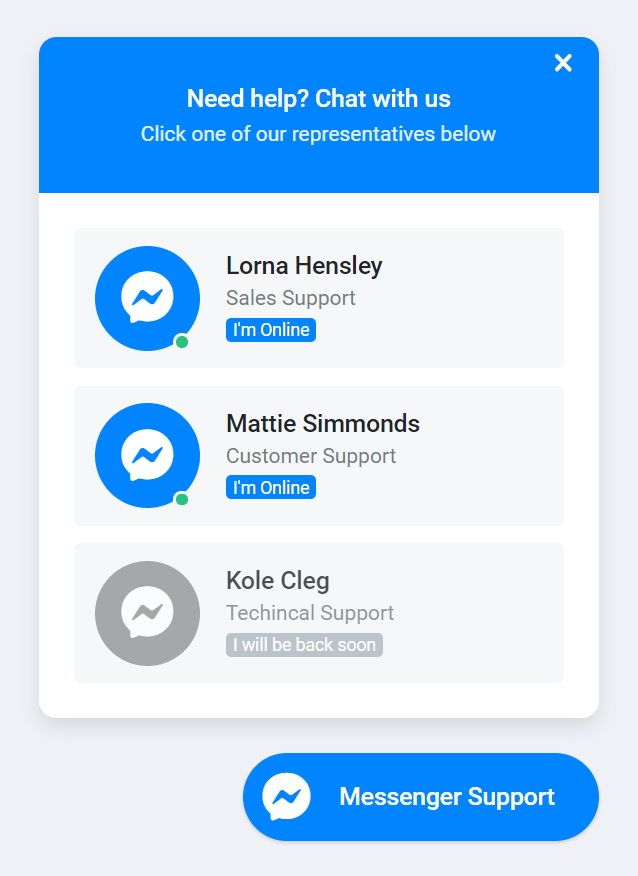 Need help? Chat with us
Click one of our representatives below
Lorna Hensley
Sales Support
I'm Online
Mattie Simmonds
Customer Support
I'm Online
Kole Cleg
Techincal Support
I will be back soon
Messenger Support